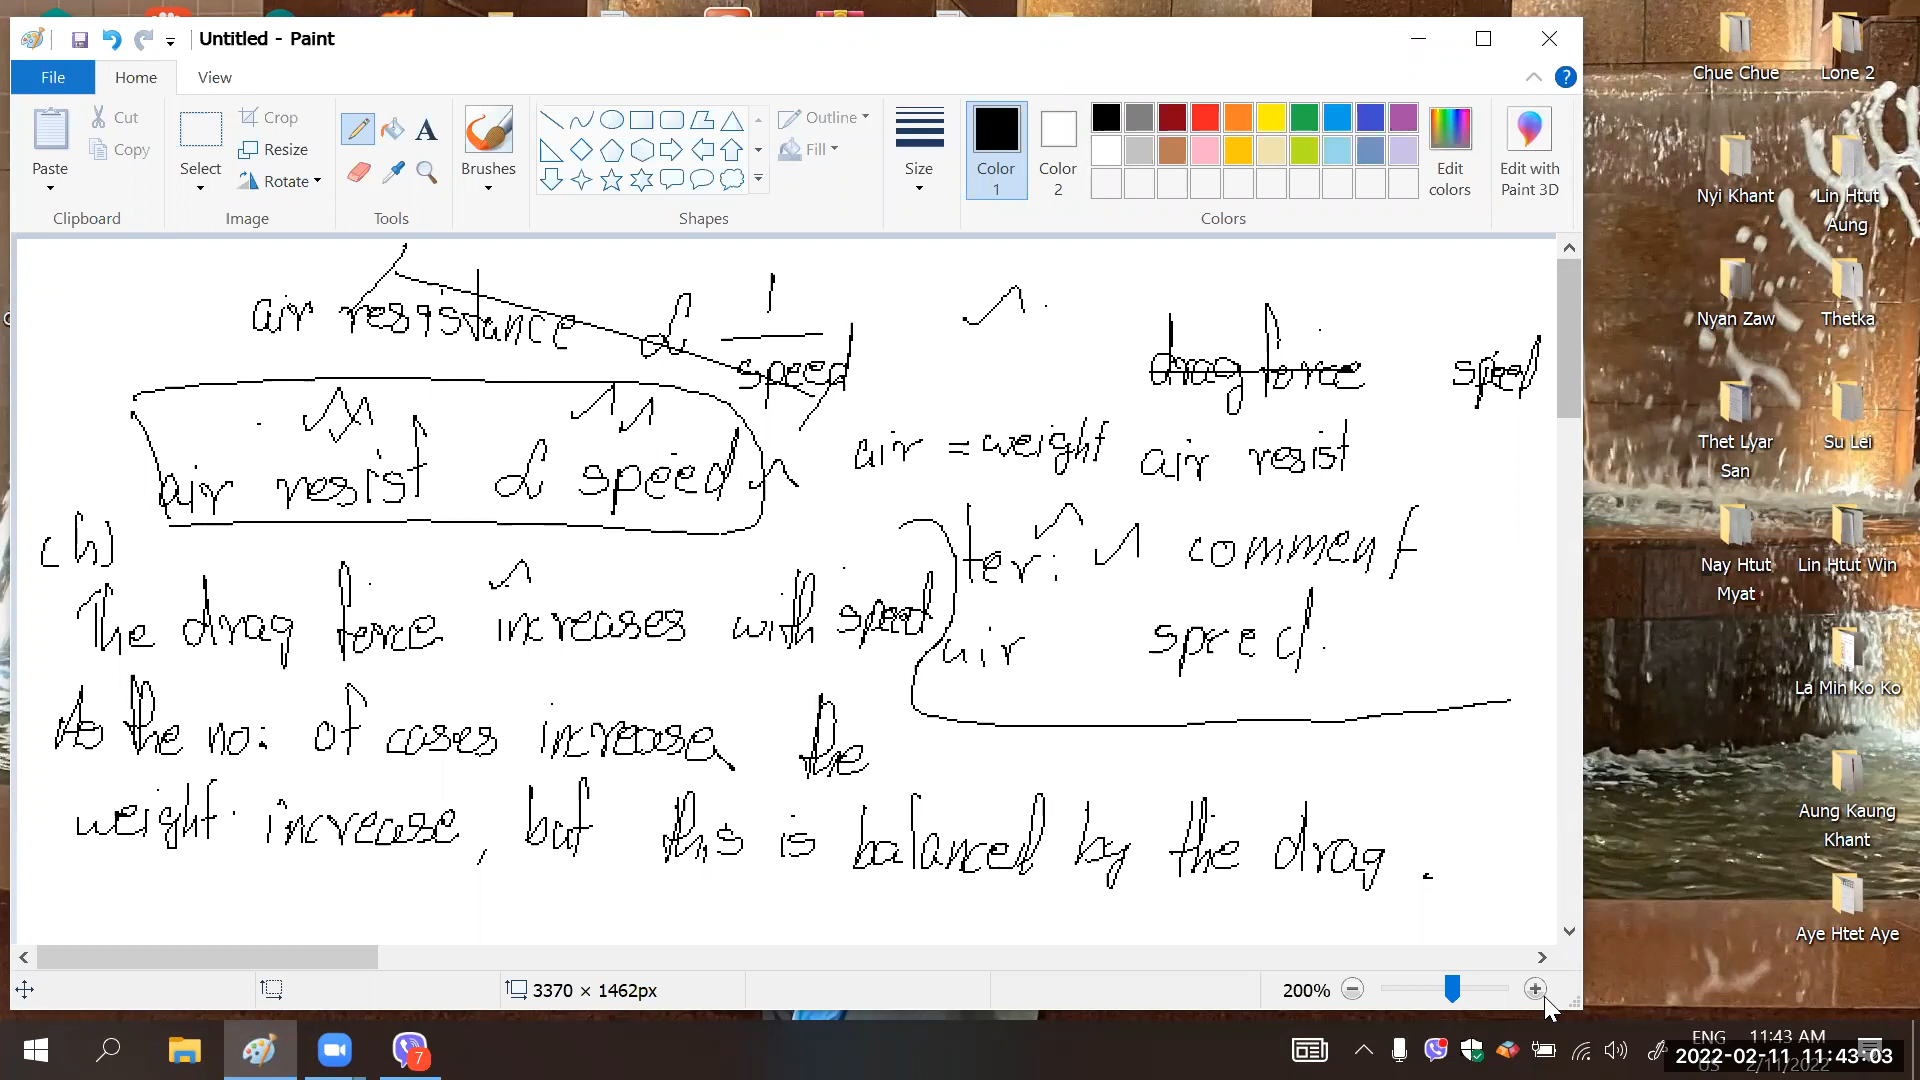 Untitled - Paint
File Home View
Paste Cut Copy Clipboard
Select Crop Resize Rotate Image
Tools
Brushes
Outline Fill Shapes
Size
Color 1 Color 2 Edit colors Colors
Edit with Paint 3D
air resistance α 1
speed
drag force speed
air = weight air resist
air resist α speed
(h)
ter: comment
The drag force increases with speed
air speed.
As the no: of cases increase, the
weight increase, but this is balanced by the drag.
3370 × 1462px 200%
Chue Chue Lone 2
Nyi Khant Lin Htut Aung
Nyan Zaw Thetka
Thet Lyar San Su Lei
Nay Htut Myat Lin Htut Win
La Min Ko Ko
Aung Kaung Khant
Aye Htet Aye
7
ENG 11:43 AM
2022-02-11 11:43:03
2/11/2022